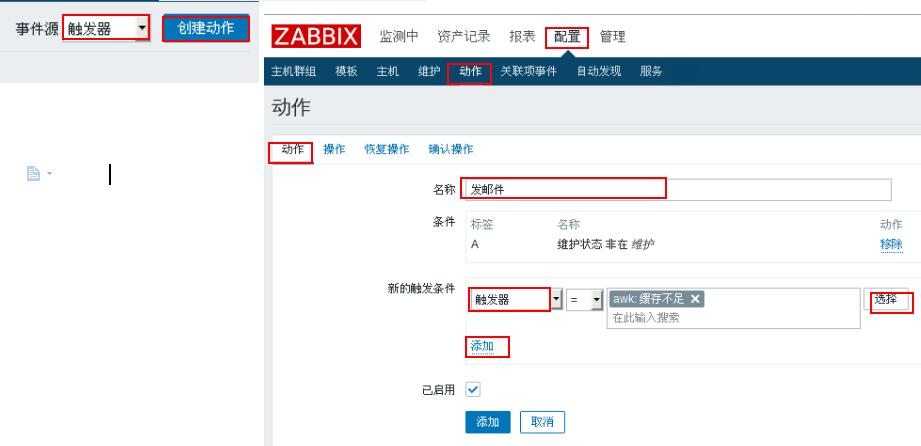 事件源 触发器 创建动作
ZABBIX 监测中 资产记录 报表 配置 管理
主机群组 模板 主机 维护 动作 关联项事件 自动发现 服务
动作
动作 操作 恢复操作 确认操作
名称 发邮件
条件 标签 名称 动作
A 维护状态 非在 维护 移除
新的触发条件 触发器 = awk: 缓存不足 选择
在此输入搜索
添加
已启用
添加 取消